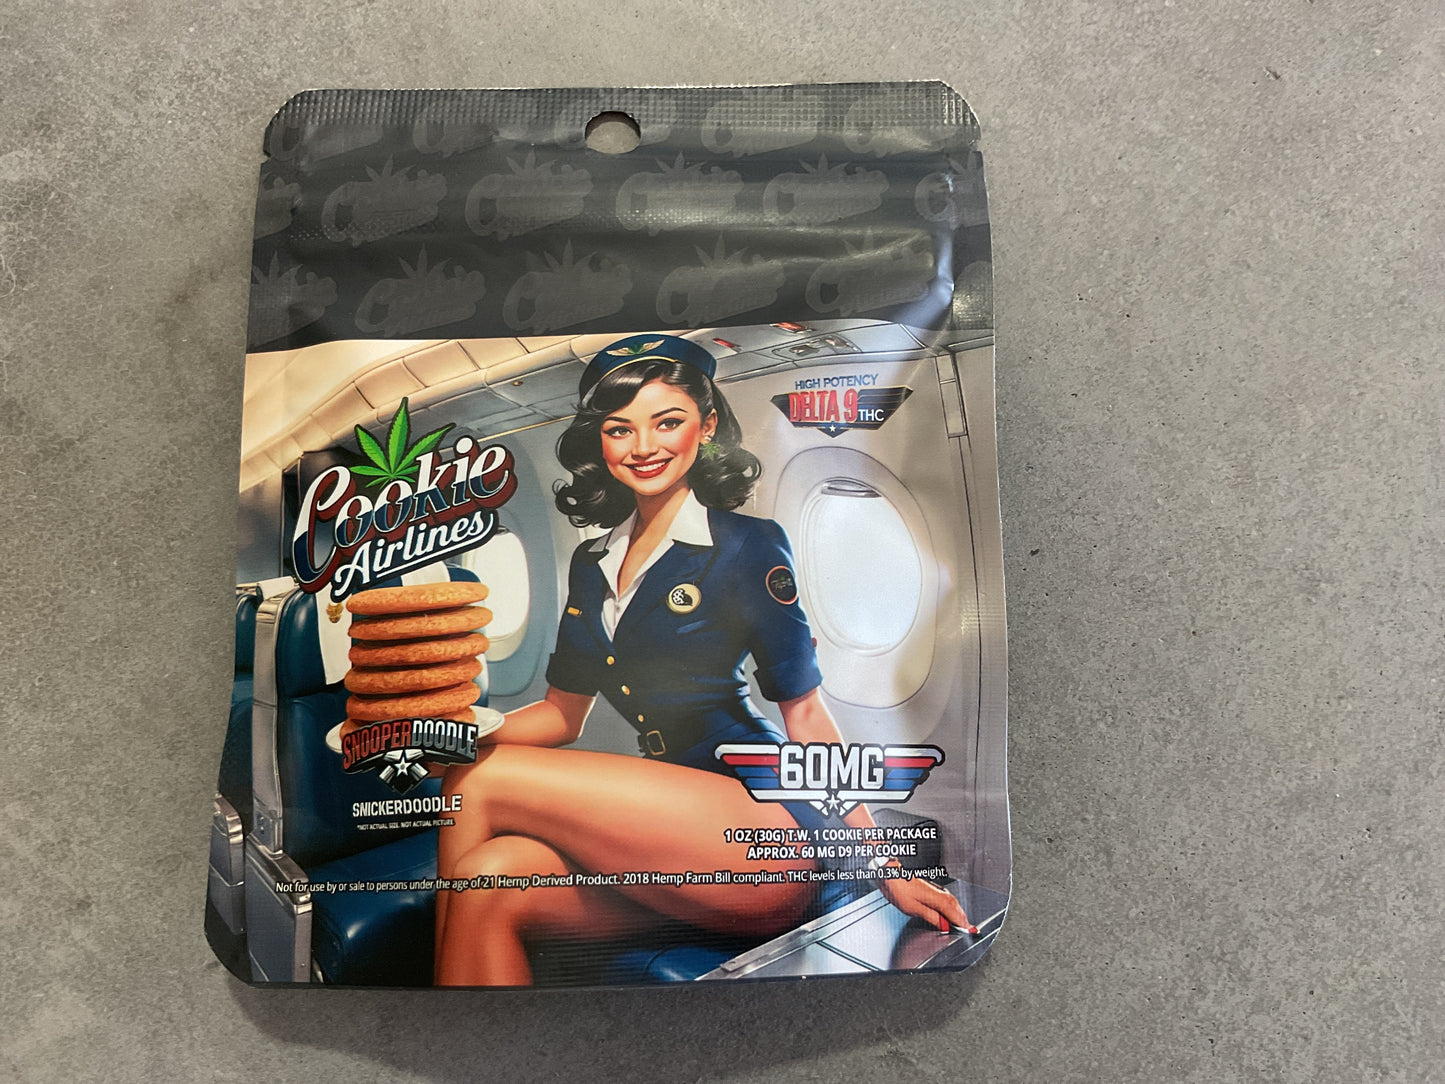 HIGH POTENCY
DELTA 9 THC
Cookie
Airlines
SNOOPERDOODLE
SNICKERDOODLE
*NOT ACTUAL SIZE. NOT ACTUAL PICTURE.
60MG
1 OZ (30G) T.W. 1 COOKIE PER PACKAGE
APPROX. 60 MG D9 PER COOKIE
Not for use by or sale to persons under the age of 21 Hemp Derived Product. 2018 Hemp Farm Bill compliant. THC levels less than 0.3% by weight.